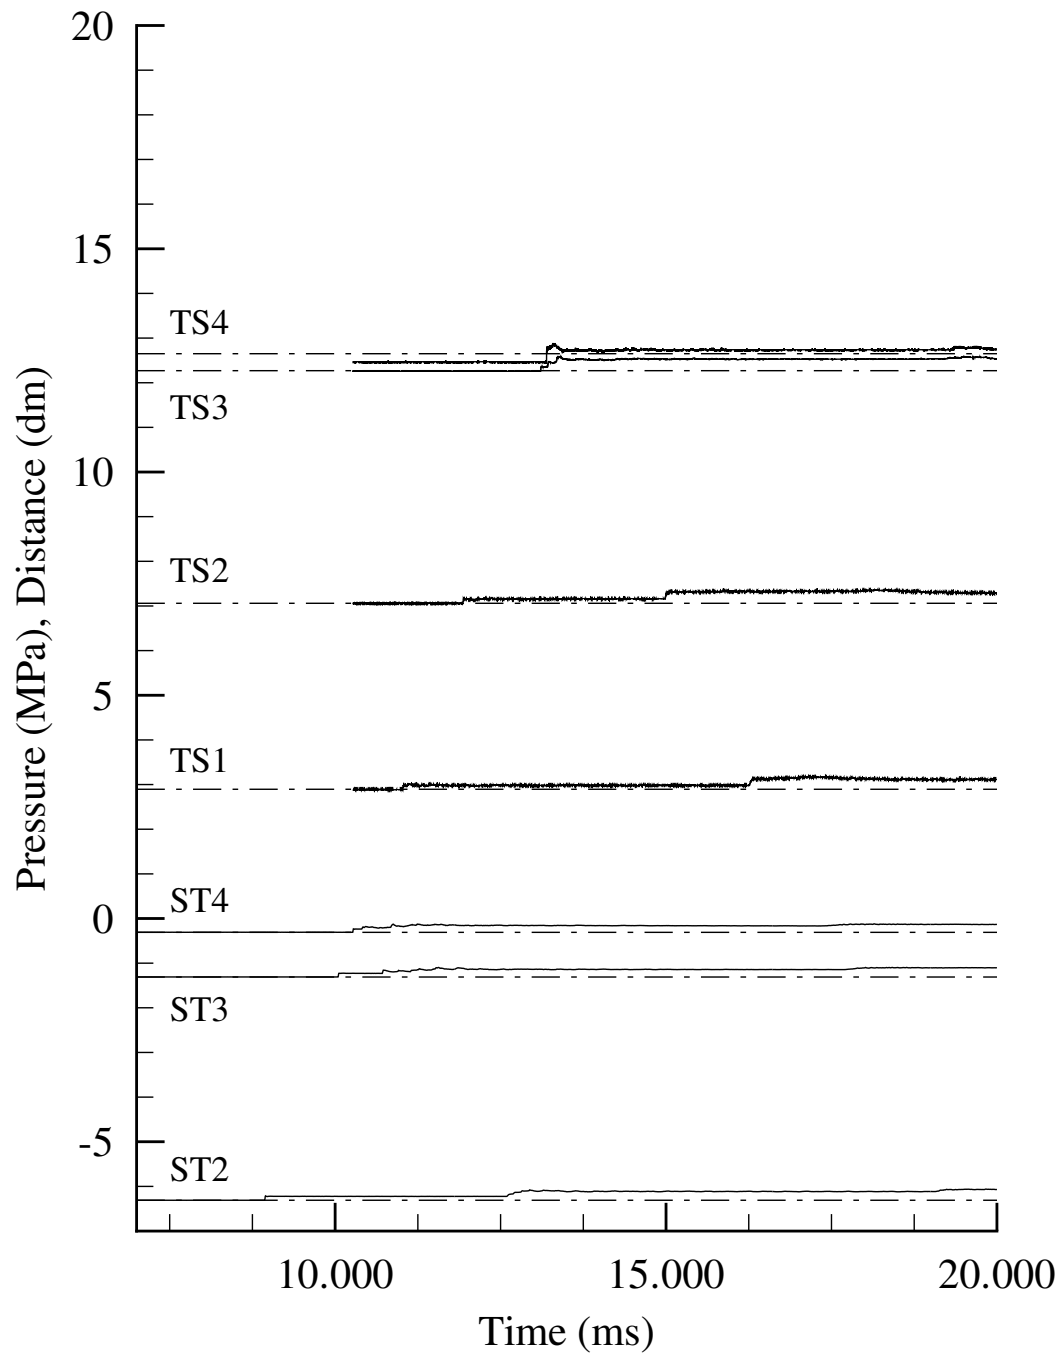 20
15
TS4
TS3
10
TS2
5
TS1
ST4
0
ST3
-5
ST2
Pressure (MPa), Distance (dm)
10.000
15.000
20.000
Time (ms)